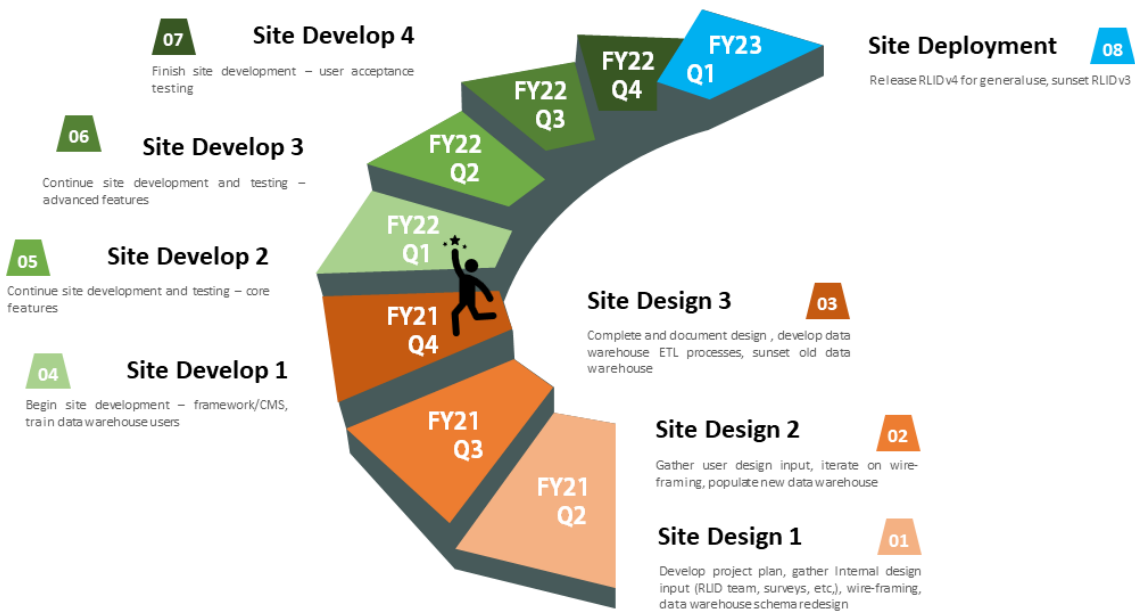 07
Site Develop 4
Finish site development – user acceptance
testing
06
Site Develop 3
Continue site development and testing –
advanced features
05
Site Develop 2
Continue site development and testing – core
features
04
Site Develop 1
Begin site development – framework/CMS,
train data warehouse users
FY23
Q1
FY22
Q4
FY22
Q3
FY22
Q2
FY22
Q1
FY21
Q4
FY21
Q3
FY21
Q2
Site Deployment
08
Release RLIDv4 for general use, sunset RLIDv3
Site Design 3
03
Complete and document design , develop data
warehouse ETL processes, sunset old data
warehouse
Site Design 2
02
Gather user design input, iterate on wire-
framing, populate new data warehouse
Site Design 1
01
Develop project plan, gather Internal design
input (RLID team, surveys, etc,), wire-framing,
data warehouse schema redesign